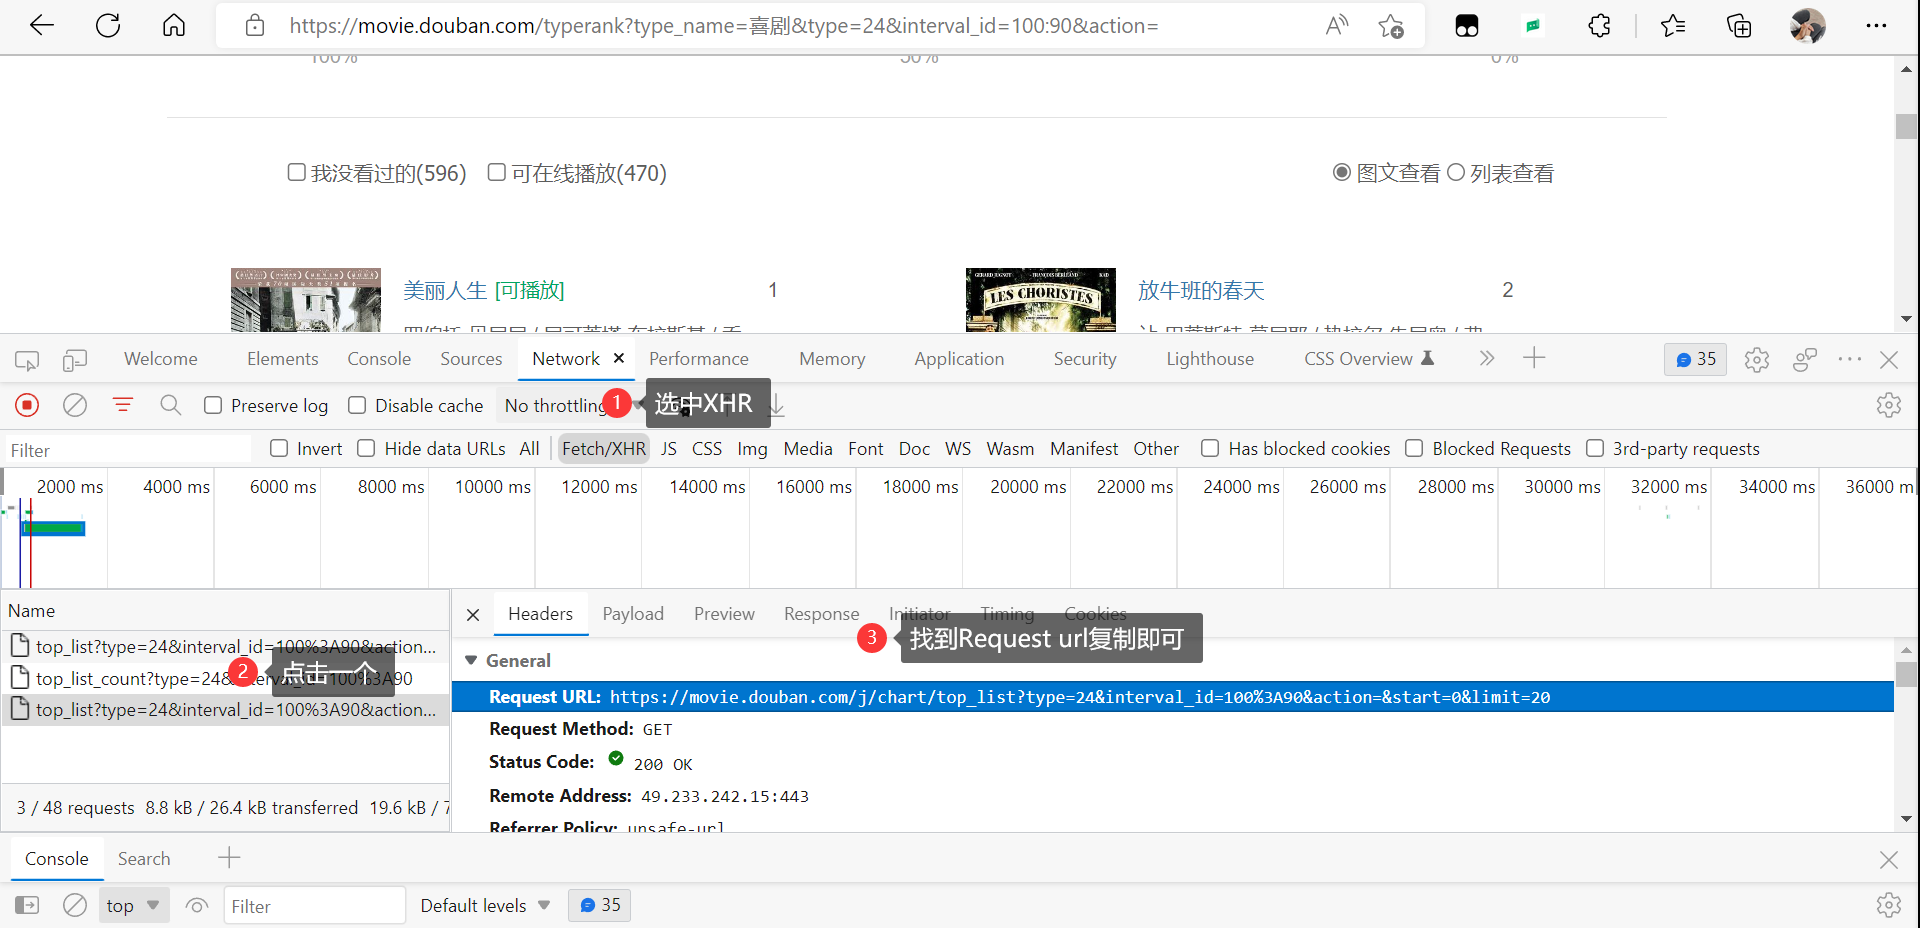 https://movie.douban.com/typerank?type_name=喜剧&type=24&interval_id=100:90&action=
100% 50% 0%
我没看过的(596) 可在线播放(470) 图文查看 列表查看
美丽人生 [可播放] 1
LES CHORISTES
放牛班的春天 2
Welcome Elements Console Sources Network Performance Memory Application Security Lighthouse CSS Overview 35
Preserve log Disable cache No throttling 1 选中XHR
Filter Invert Hide data URLs All Fetch/XHR JS CSS Img Media Font Doc WS Wasm Manifest Other Has blocked cookies Blocked Requests 3rd-party requests
2000 ms 4000 ms 6000 ms 8000 ms 10000 ms 12000 ms 14000 ms 16000 ms 18000 ms 20000 ms 22000 ms 24000 ms 26000 ms 28000 ms 30000 ms 32000 ms 34000 ms 36000 m
Name
top_list?type=24&interval_id=100%3A90&action...
top_list_count?type=24&interval_id=100%3A90
2 点击一个
top_list?type=24&interval_id=100%3A90&action...
3 / 48 requests 8.8 kB / 26.4 kB transferred 19.6 kB / 7
Headers Payload Preview Response Initiator Timing Cookies
3 找到Request url复制即可
General
Request URL: https://movie.douban.com/j/chart/top_list?type=24&interval_id=100%3A90&action=&start=0&limit=20
Request Method: GET
Status Code: 200 OK
Remote Address: 49.233.242.15:443
Referrer Policy: unsafe-url
Console Search
top Filter Default levels 35